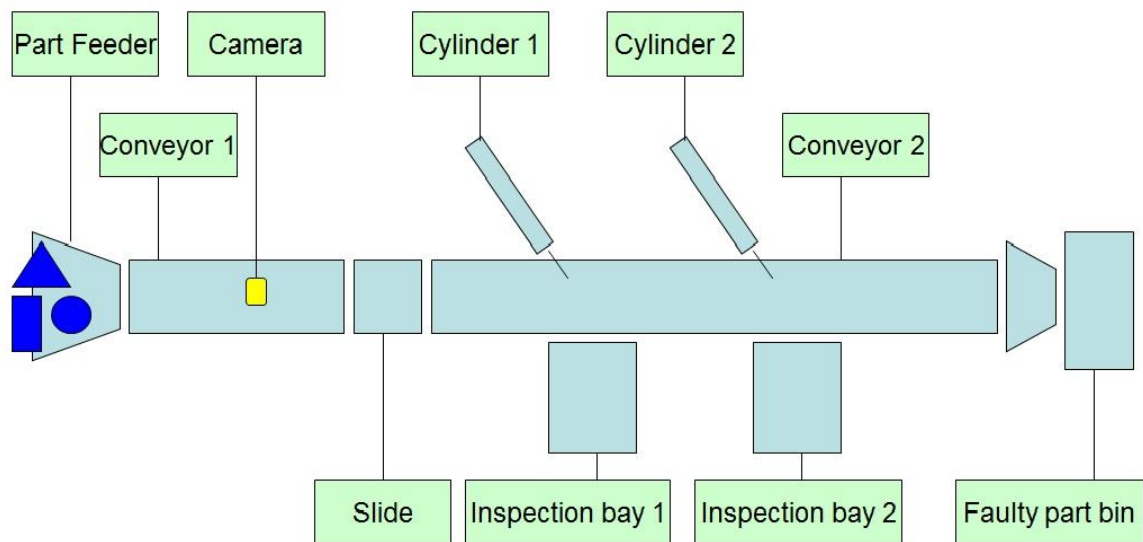 Part Feeder
Camera
Cylinder 1
Cylinder 2
Conveyor 1
Conveyor 2
Slide
Inspection bay 1
Inspection bay 2
Faulty part bin